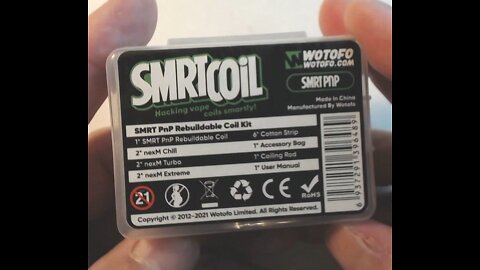 SMRTCOiL
Hacking vape coils smartly!
WOTOFO
WOTOFO.COM
SMRT PNP
Made in China
Manufactured By Wotofo
SMRT PnP Rebuildable Coil Kit
1* SMRT PnP Rebuildable Coil
6* Cotton Strip
2* nexM Chill
1* Accessory Bag
2* nexM Turbo
1* Coiling Rod
2* nexM Extreme
1* User Manual
21
CE
RoHS
Copyright © 2012-2021 Wotofo Limited. All Rights Reserved
6 937291 396489